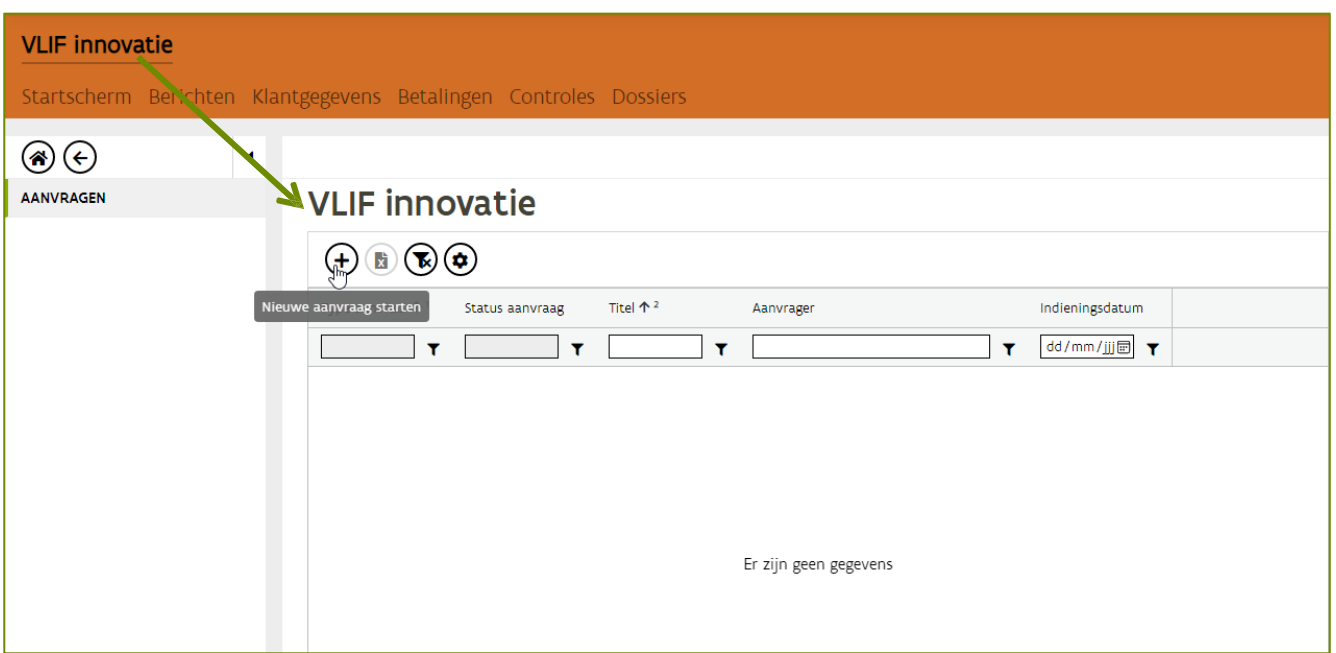 VLIF innovatie
Startscherm Berichten Klantgegevens Betalingen Controles Dossiers
AANVRAGEN
VLIF innovatie
Nieuwe aanvraag starten
Status aanvraag Titel ↑ 2 Aanvrager Indieningsdatum
dd/mm/jjj
Er zijn geen gegevens